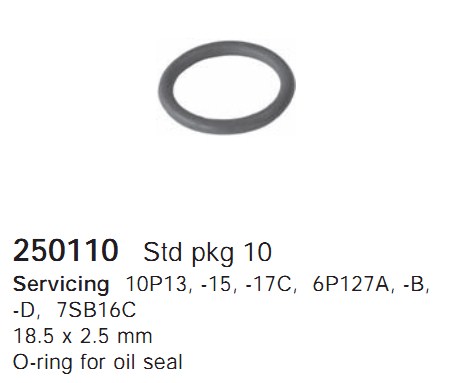 250110 Std pkg 10
Servicing 10P13, -15, -17C, 6P127A, -B,
-D, 7SB16C
18.5 x 2.5 mm
O-ring for oil seal